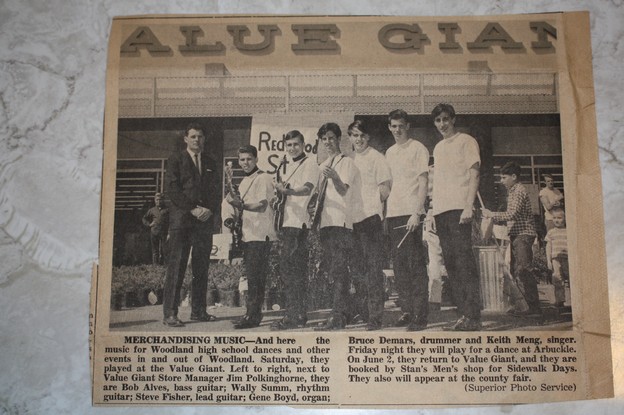 ALUE GIAN
Red
MERCHANDISING MUSIC—And here the
music for Woodland high school dances and other
events in and out of Woodland. Saturday, they
played at the Value Giant. Left to right, next to
Value Giant Store Manager Jim Polkinghorne, they
are Bob Alves, bass guitar; Wally Summ, rhythm
guitar; Steve Fisher, lead guitar; Gene Boyd, organ;
Bruce Demars, drummer and Keith Meng, singer.
Friday night they will play for a dance at Arbuckle.
On June 2, they return to Value Giant, and they are
booked by Stan's Men's shop for Sidewalk Days.
They also will appear at the county fair.
(Superior Photo Service)